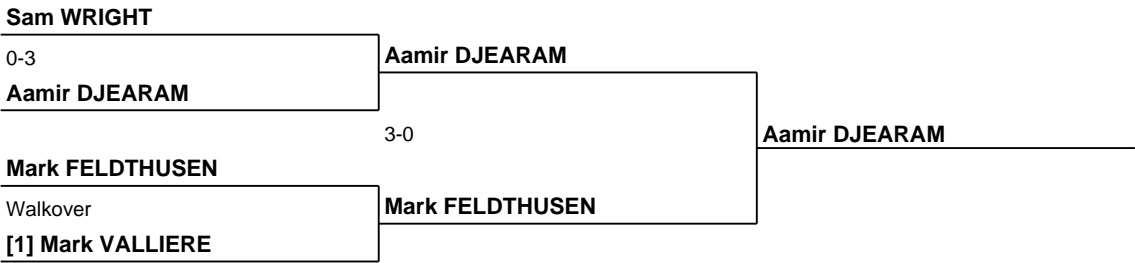 Sam WRIGHT
0-3
Aamir DJEARAM
Aamir DJEARAM
3-0
Aamir DJEARAM
Mark FELDTHUSEN
Walkover
Mark FELDTHUSEN
[1] Mark VALLIERE